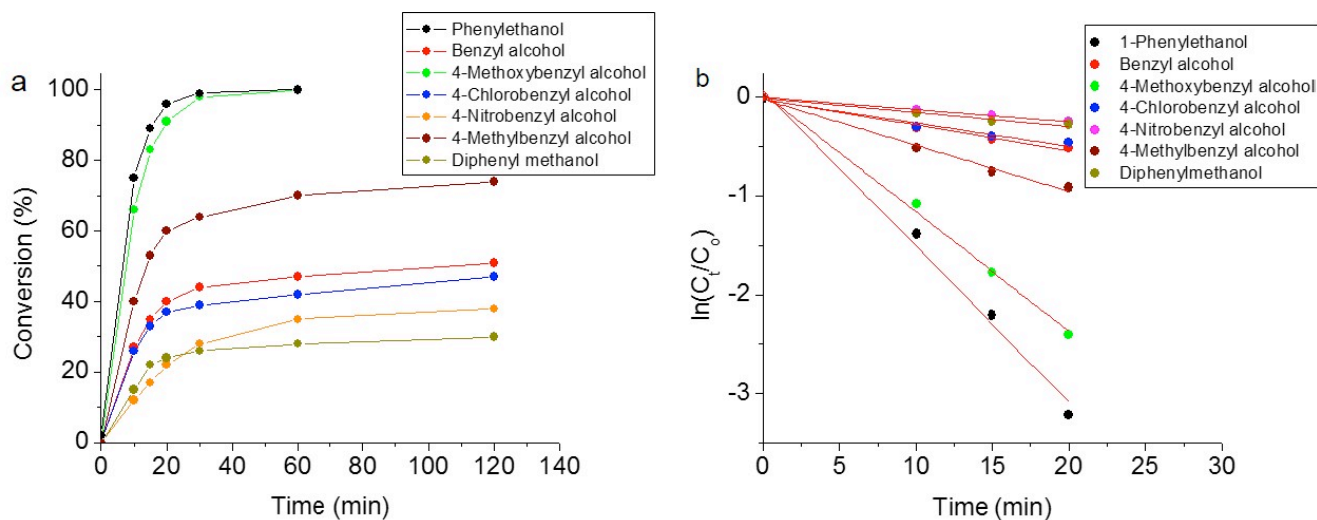 a
Phenylethanol
Benzyl alcohol
4-Methoxybenzyl alcohol
4-Chlorobenzyl alcohol
4-Nitrobenzyl alcohol
4-Methylbenzyl alcohol
Diphenyl methanol
Conversion (%)
100
80
60
40
20
0
0 20 40 60 80 100 120 140
Time (min)
b
1-Phenylethanol
Benzyl alcohol
4-Methoxybenzyl alcohol
4-Chlorobenzyl alcohol
4-Nitrobenzyl alcohol
4-Methylbenzyl alcohol
Diphenylmethanol
ln(Ct/Co)
0
-1
-2
-3
0 5 10 15 20 25 30
Time (min)